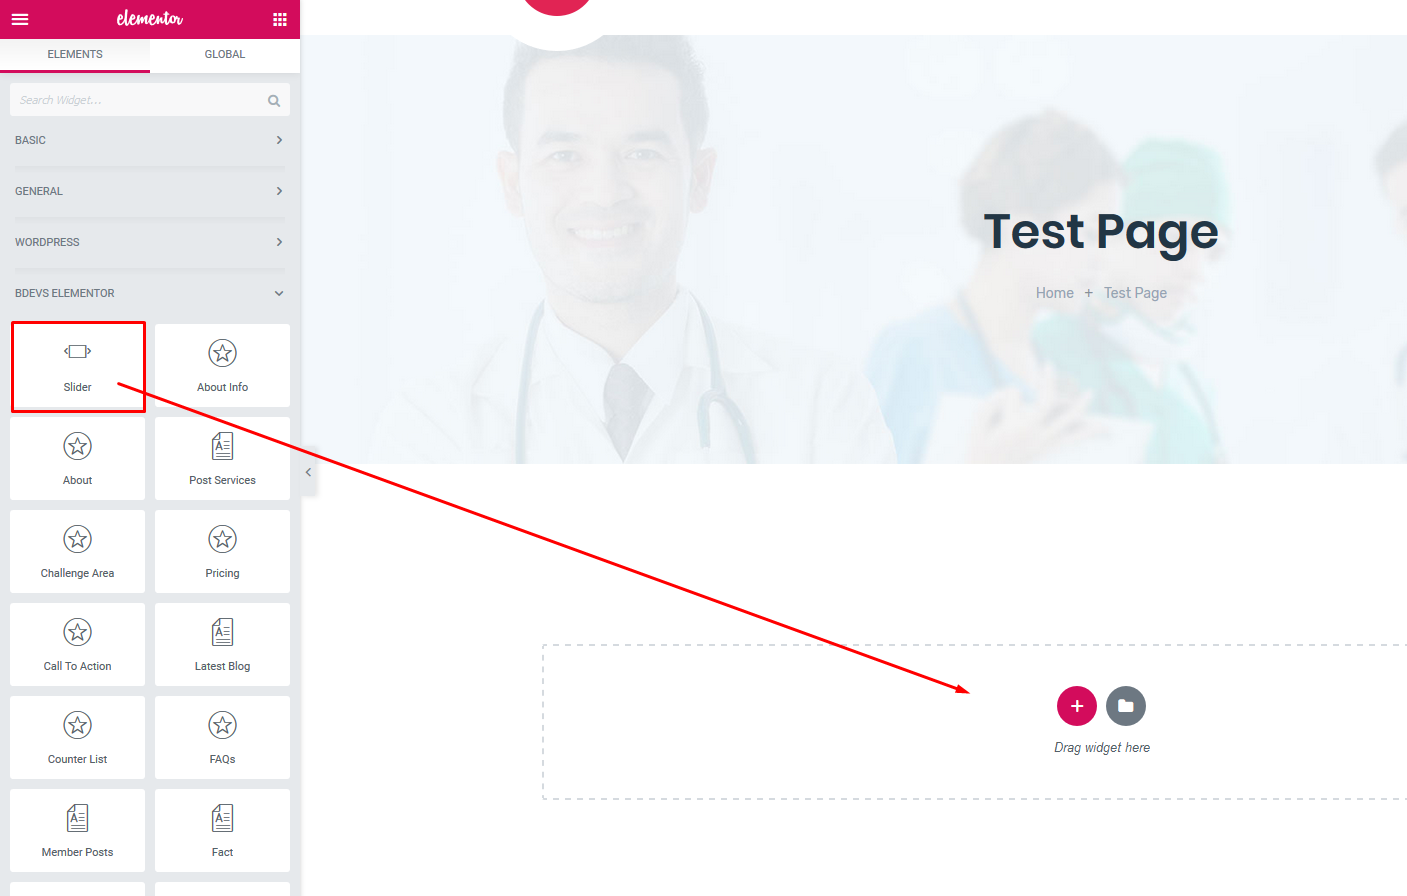 elementor
ELEMENTS
GLOBAL
Search Widget...
BASIC
GENERAL
WORDPRESS
BDEVS ELEMENTOR
Slider
About Info
About
Post Services
Challenge Area
Pricing
Call To Action
Latest Blog
Counter List
FAQs
Member Posts
Fact
Test Page
Home + Test Page
Drag widget here